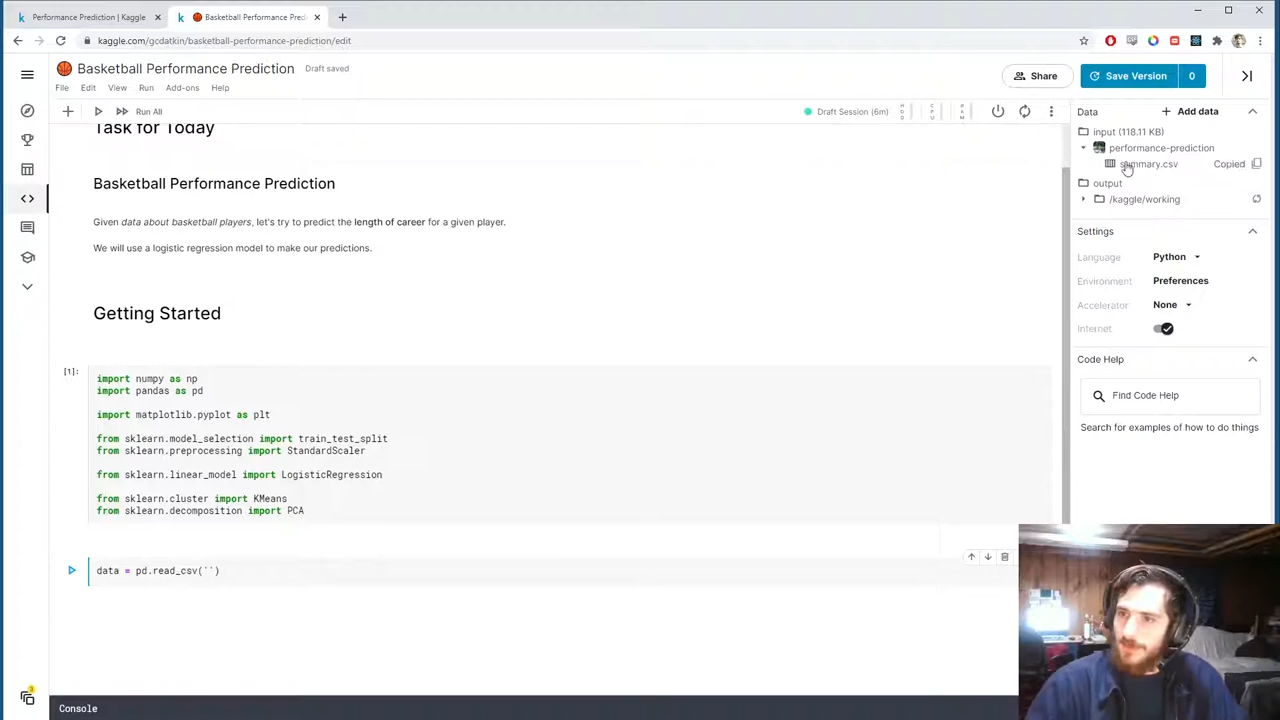 Performance Prediction | Kaggle
Basketball Performance Predic
kaggle.com/gcdatkin/basketball-performance-prediction/edit
Basketball Performance Prediction
Draft saved
Share
Save Version
0
File Edit View Run Add-ons Help
Run All
Draft Session (6m)
Data
Add data
input (118.11 KB)
performance-prediction
summary.csv
Copied
output
/kaggle/working
Settings
Language Python
Environment Preferences
Accelerator None
Internet
Code Help
Find Code Help
Search for examples of how to do things
Task for Today
Basketball Performance Prediction
Given data about basketball players, let's try to predict the length of career for a given player.
We will use a logistic regression model to make our predictions.
Getting Started
[1]:
import numpy as np
import pandas as pd
import matplotlib.pyplot as plt
from sklearn.model_selection import train_test_split
from sklearn.preprocessing import StandardScaler
from sklearn.linear_model import LogisticRegression
from sklearn.cluster import KMeans
from sklearn.decomposition import PCA
data = pd.read_csv('')
Console